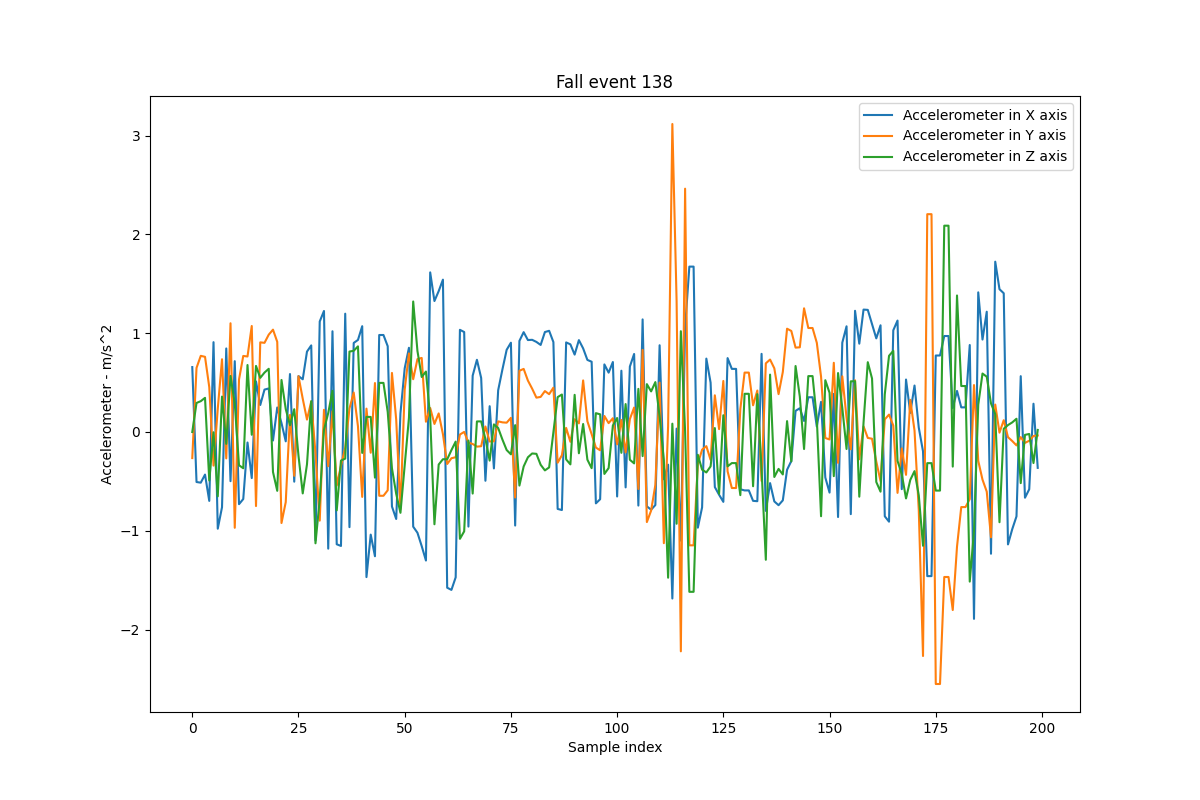 Fall event 138
Accelerometer in X axis
Accelerometer in Y axis
Accelerometer in Z axis
Accelerometer - m/s^2
3
2
1
0
−1
−2
0
25
50
75
100
125
150
175
200
Sample index